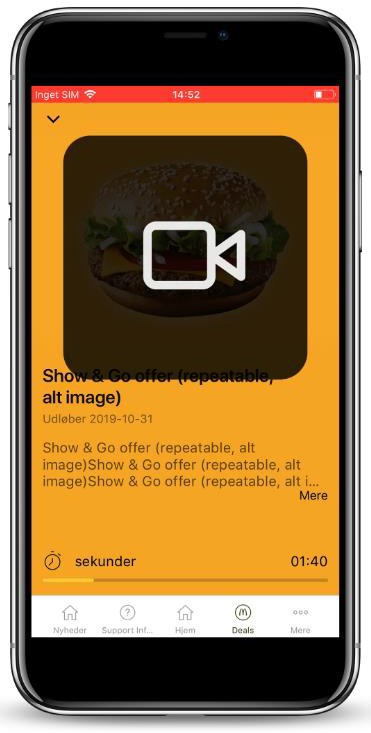 Inget SIM 14:52
Show & Go offer (repeatable,
alt image)
Udløber 2019-10-31
Show & Go offer (repeatable, alt
image)Show & Go offer (repeatable, alt
image)Show & Go offer (repeatable, alt i...
Mere
sekunder 01:40
Nyheder Support Inf... Hjem Deals Mere